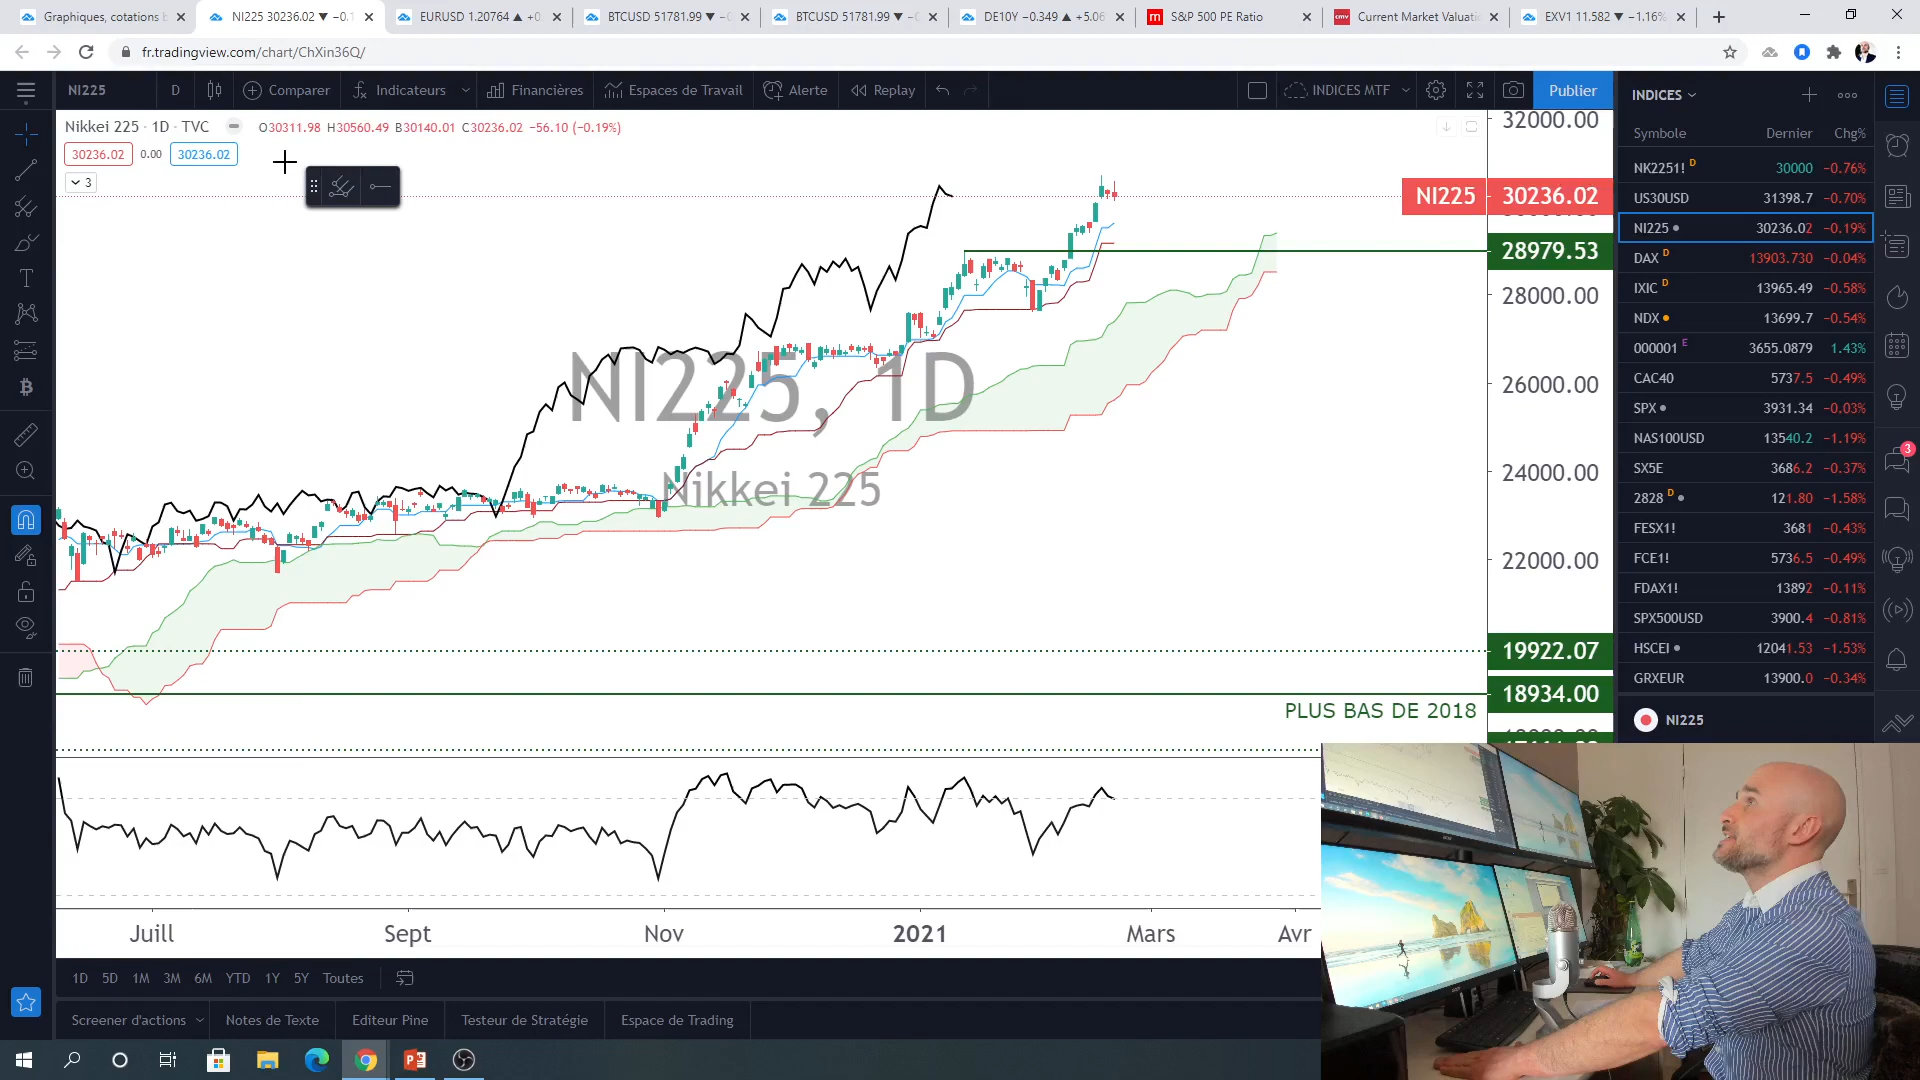 Graphiques, cotations b
NI225 30236.02 ▼ −0.1
EURUSD 1.20764 ▲ +0.
BTCUSD 51781.99 ▼ −0
BTCUSD 51781.99 ▼ −0
DE10Y −0.349 ▲ +5.06
S&P 500 PE Ratio
Current Market Valuati
EXV1 11.582 ▼ −1.16%
fr.tradingview.com/chart/ChXin36Q/
NI225
D
Comparer
Indicateurs
Financières
Espaces de Travail
Alerte
Replay
INDICES MTF
Publier
INDICES
Symbole Dernier Chg%
NK2251! D 30000 −0.76%
US30USD 31398.7 −0.70%
NI225 30236.02 −0.19%
DAX D 13903.730 −0.04%
IXIC D 13965.49 −0.58%
NDX 13699.7 −0.54%
000001 E 3655.0879 1.43%
CAC40 5737.5 −0.49%
SPX 3931.34 −0.03%
NAS100USD 13540.2 −1.19%
SX5E 3686.2 −0.37%
2828 D 121.80 −1.58%
FESX1! 3681 −0.43%
FCE1! 5736.5 −0.49%
FDAX1! 13892 −0.11%
SPX500USD 3900.4 −0.81%
HSCEI 12041.53 −1.53%
GRXEUR 13900.0 −0.34%
NI225
3
Nikkei 225 · 1D · TVC
O30311.98 H30560.49 B30140.01 C30236.02 −56.10 (−0.19%)
30236.02 0.00 30236.02
3
32000.00
NI225 30236.02
28979.53
28000.00
26000.00
24000.00
22000.00
19922.07
18934.00
NI225, 1D
Nikkei 225
PLUS BAS DE 2018
Juill Sept Nov 2021 Mars Avr
1D 5D 1M 3M 6M YTD 1Y 5Y Toutes
Screener d'actions
Notes de Texte
Editeur Pine
Testeur de Stratégie
Espace de Trading